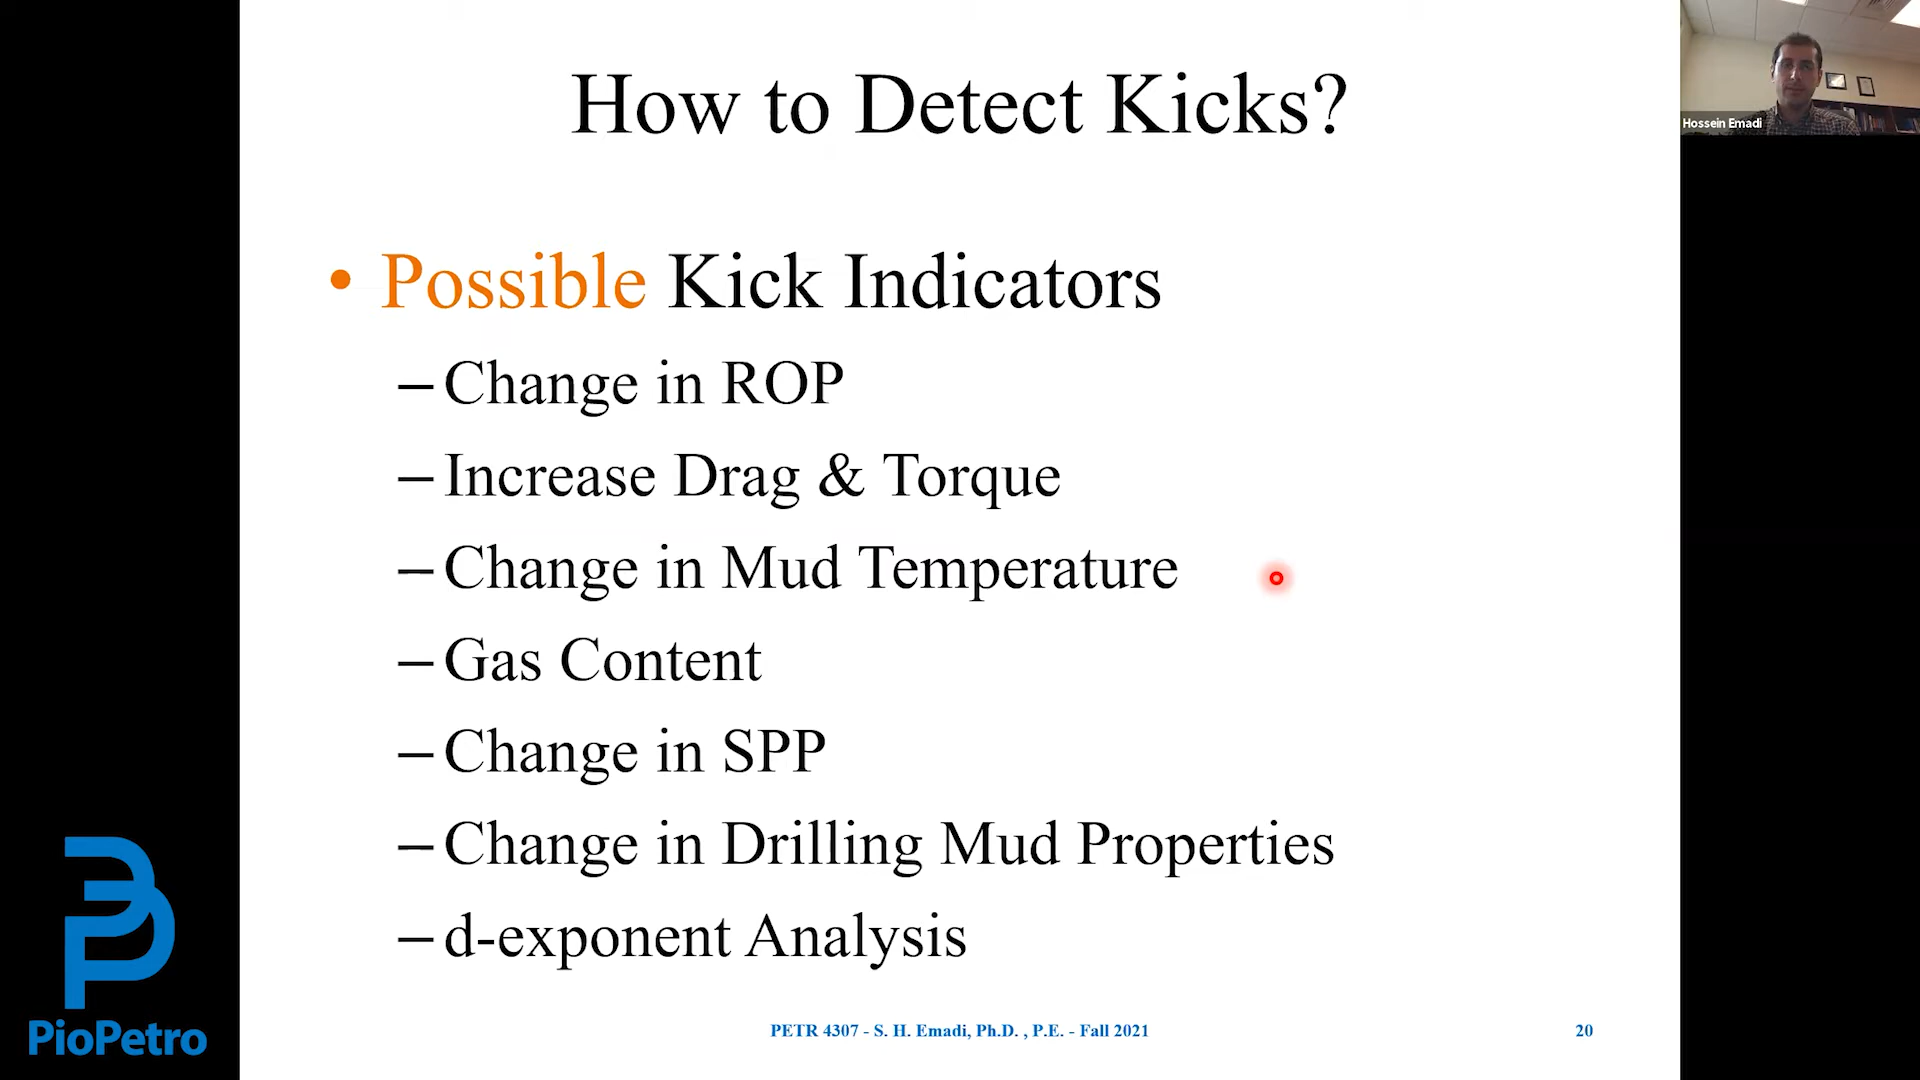 How to Detect Kicks?
• Possible Kick Indicators
– Change in ROP
– Increase Drag & Torque
– Change in Mud Temperature
– Gas Content
– Change in SPP
– Change in Drilling Mud Properties
– d-exponent Analysis
PETR 4307 - S. H. Emadi, Ph.D. , P.E. - Fall 2021
20
Hossein Emadi
PioPetro